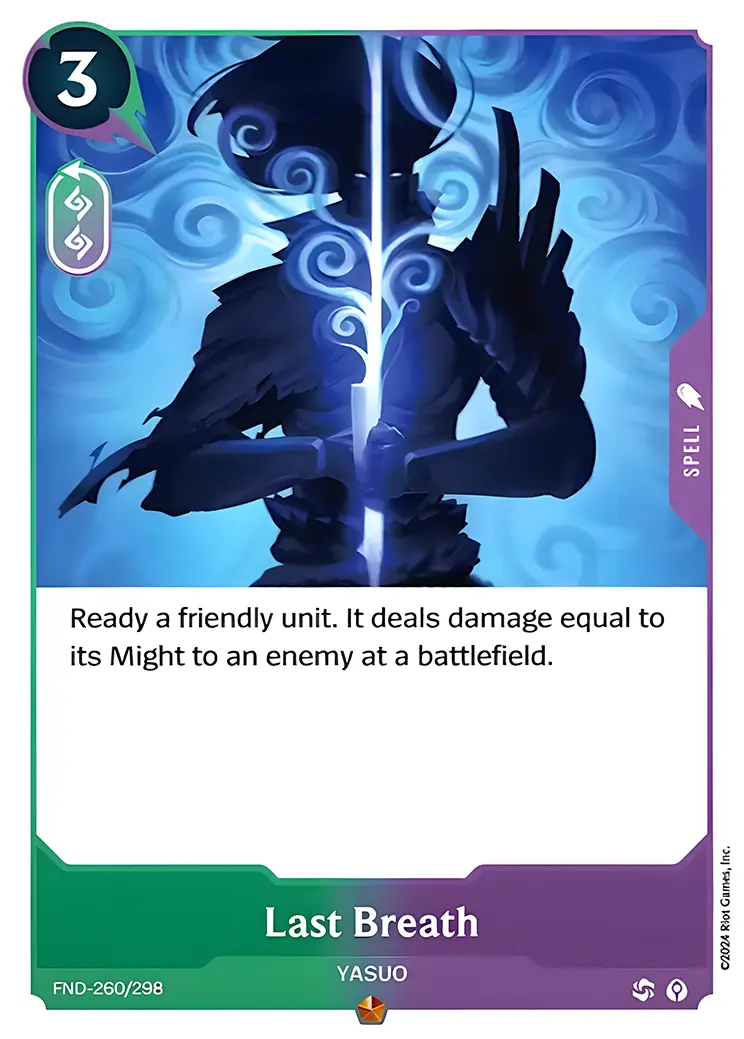 3
SPELL
Ready a friendly unit. It deals damage equal to
its Might to an enemy at a battlefield.
Last Breath
YASUO
FND-260/298
©2024 Riot Games, Inc.